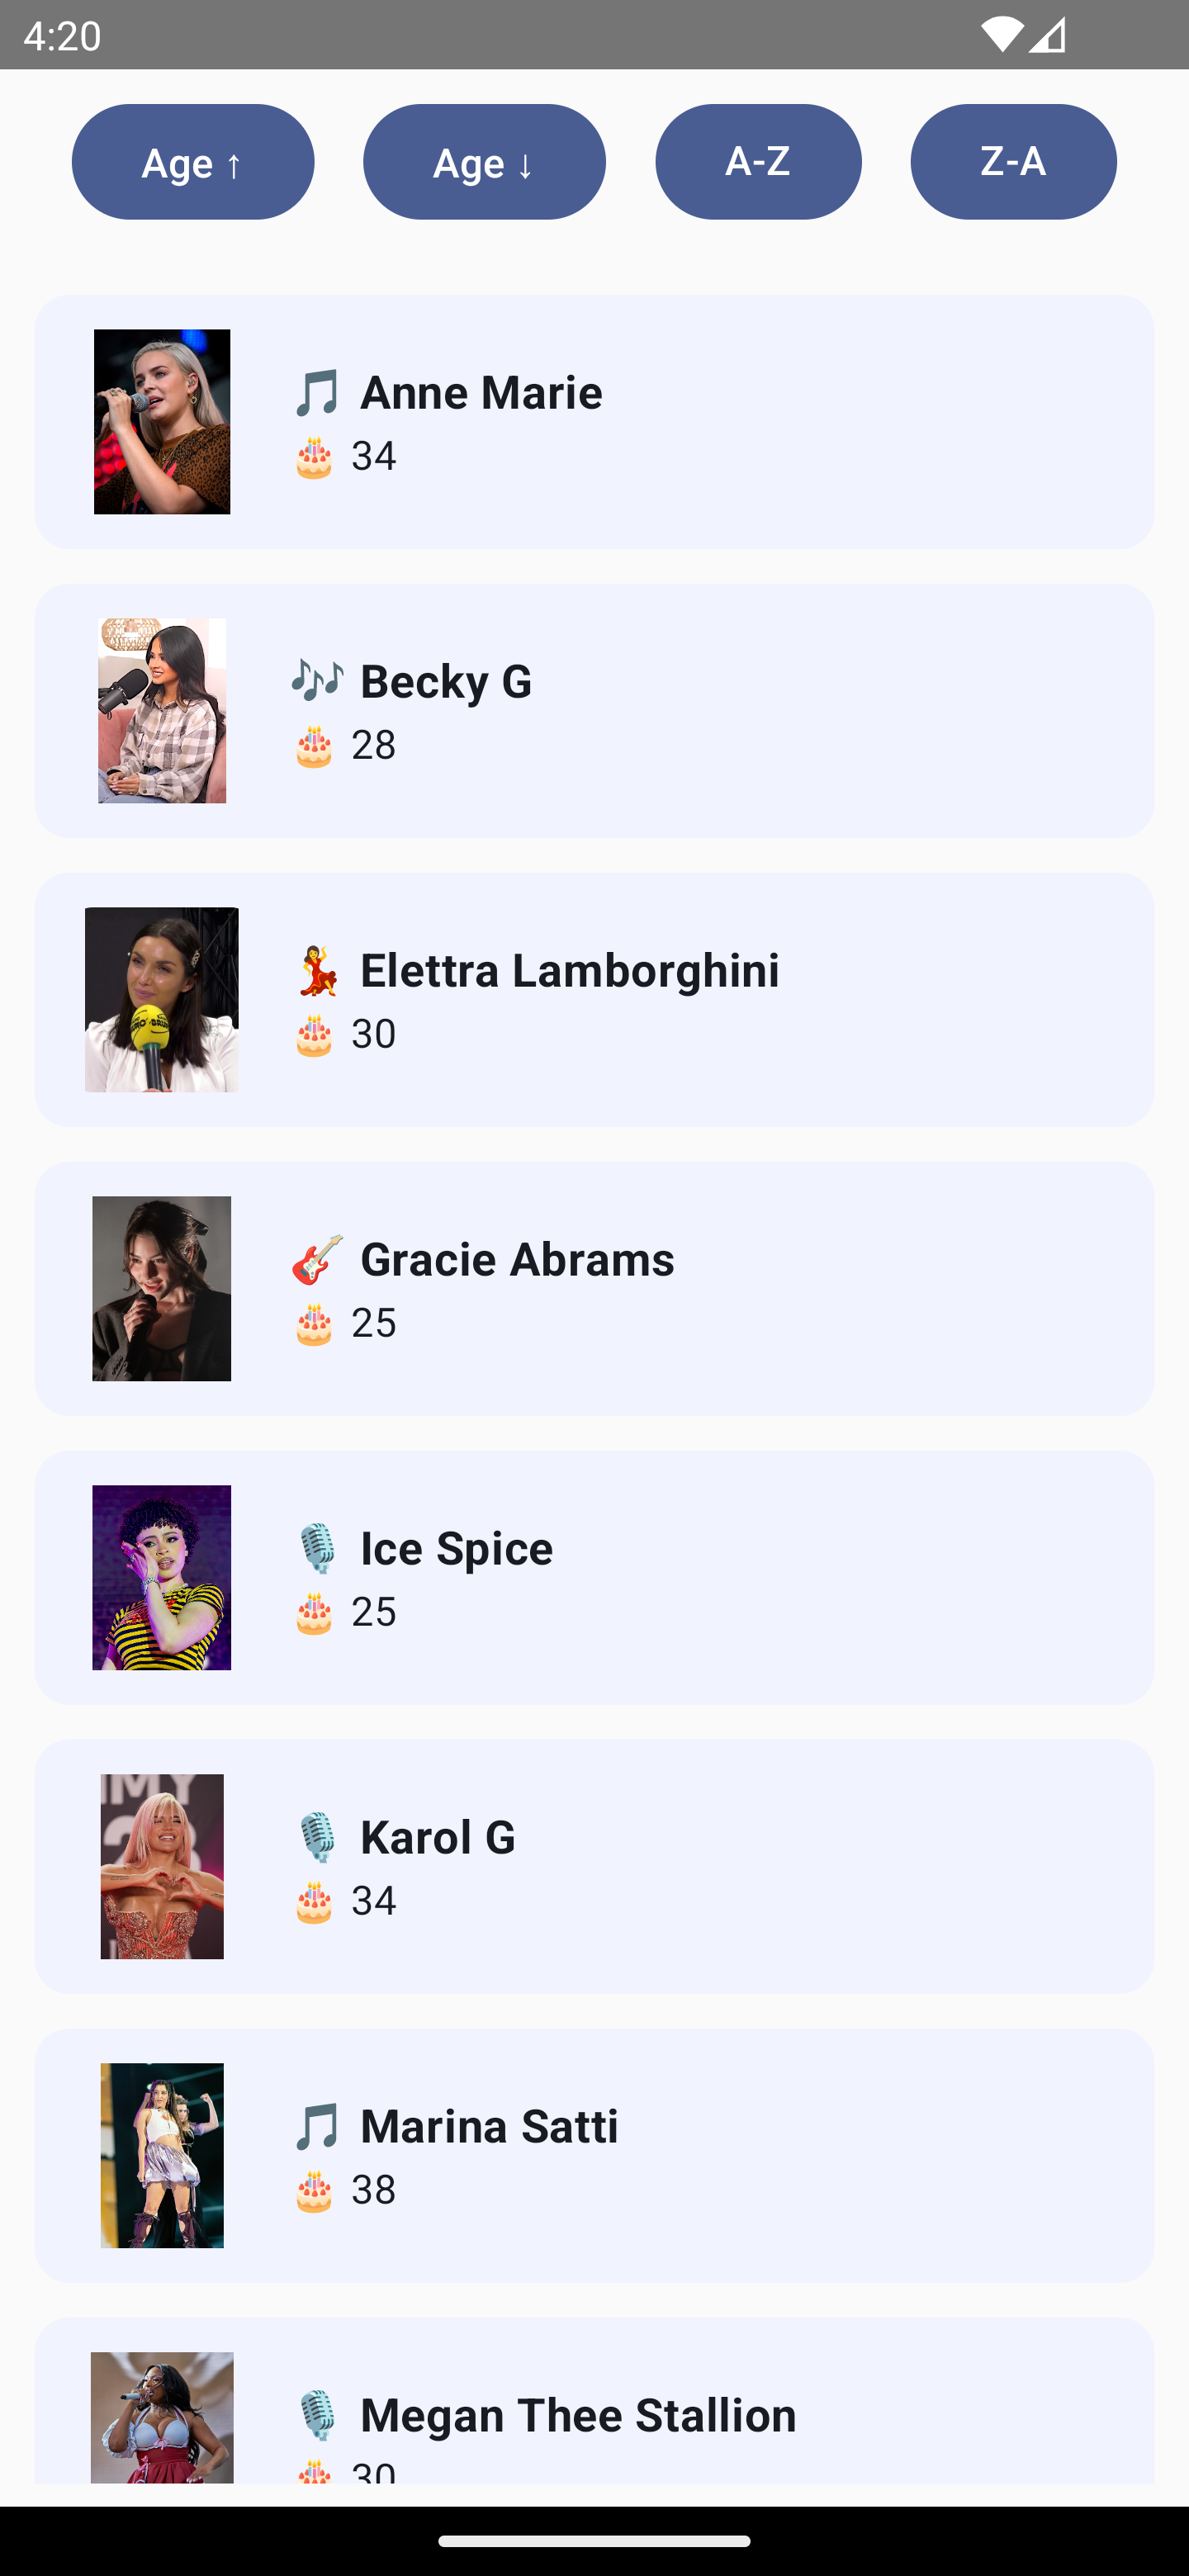 4:20
Age ↑
Age ↓
A-Z
Z-A
🎵 Anne Marie
🎂 34
🎶 Becky G
🎂 28
💃 Elettra Lamborghini
🎂 30
🎸 Gracie Abrams
🎂 25
🎙️ Ice Spice
🎂 25
🎙️ Karol G
🎂 34
🎵 Marina Satti
🎂 38
🎙️ Megan Thee Stallion
🎂 30